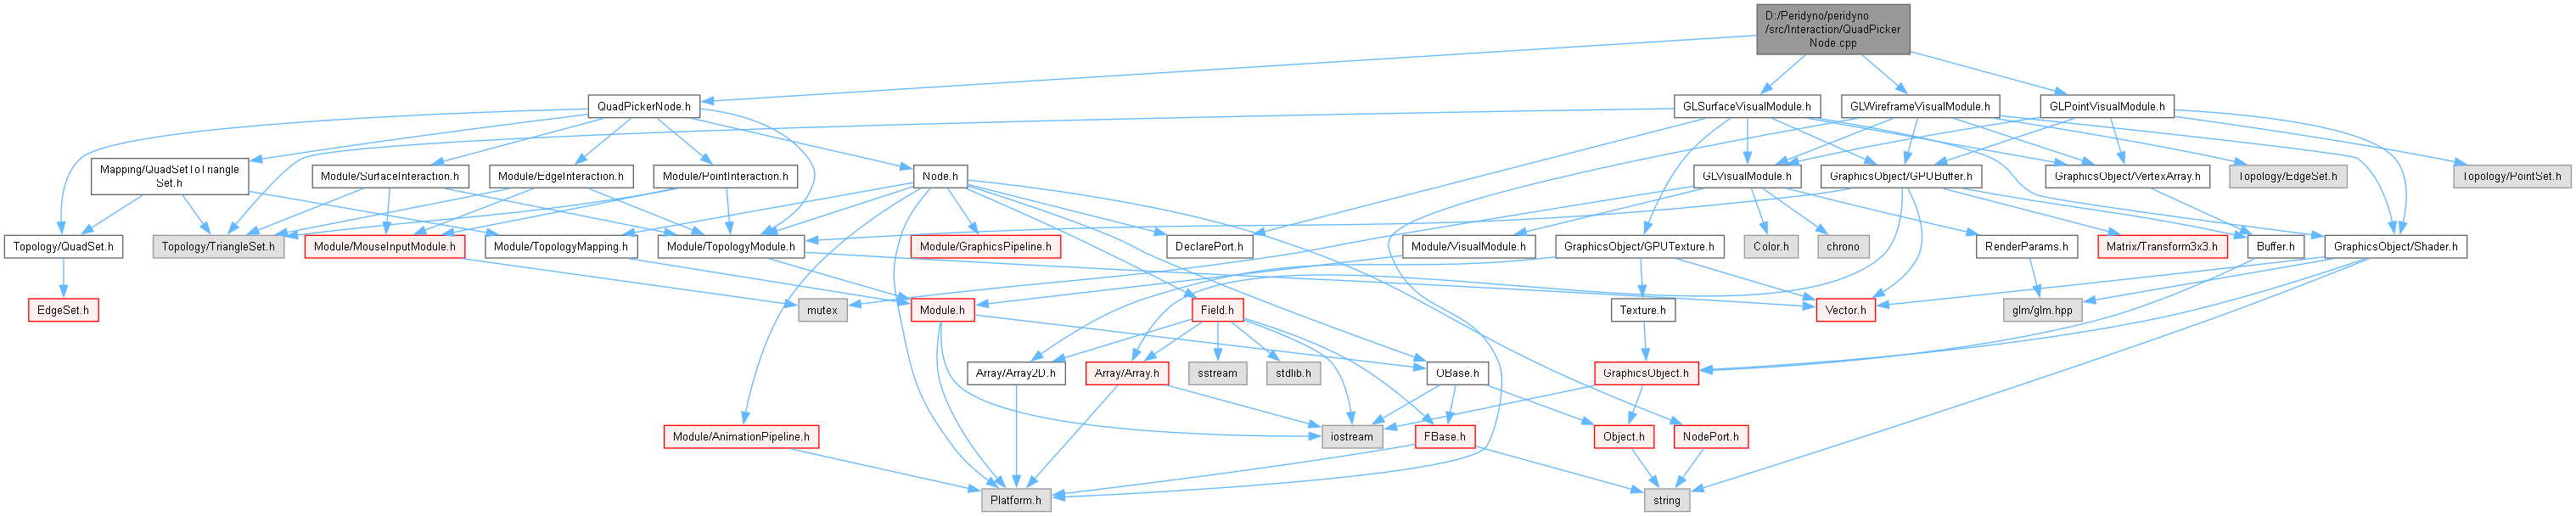 D:/Peridyno/peridyno
/src/Interaction/QuadPicker
Node.cpp
QuadPickerNode.h
GLSurfaceVisualModule.h
GLWireframeVisualModule.h
GLPointVisualModule.h
Mapping/QuadSetToTriangle
Set.h
Module/SurfaceInteraction.h
Module/EdgeInteraction.h
Module/PointInteraction.h
Node.h
GLVisualModule.h
GraphicsObject/GPUBuffer.h
GraphicsObject/VertexArray.h
Topology/EdgeSet.h
Topology/PointSet.h
Topology/QuadSet.h
Topology/TriangleSet.h
Module/MouseInputModule.h
Module/TopologyMapping.h
Module/TopologyModule.h
Module/GraphicsPipeline.h
DeclarePort.h
Module/VisualModule.h
GraphicsObject/GPUTexture.h
Color.h
chrono
RenderParams.h
Matrix/Transform3x3.h
Buffer.h
GraphicsObject/Shader.h
EdgeSet.h
mutex
Module.h
Field.h
Texture.h
glm/glm.hpp
Vector.h
Array/Array2D.h
Array/Array.h
sstream
stdlib.h
OBase.h
GraphicsObject.h
Module/AnimationPipeline.h
iostream
FBase.h
Object.h
NodePort.h
Platform.h
string